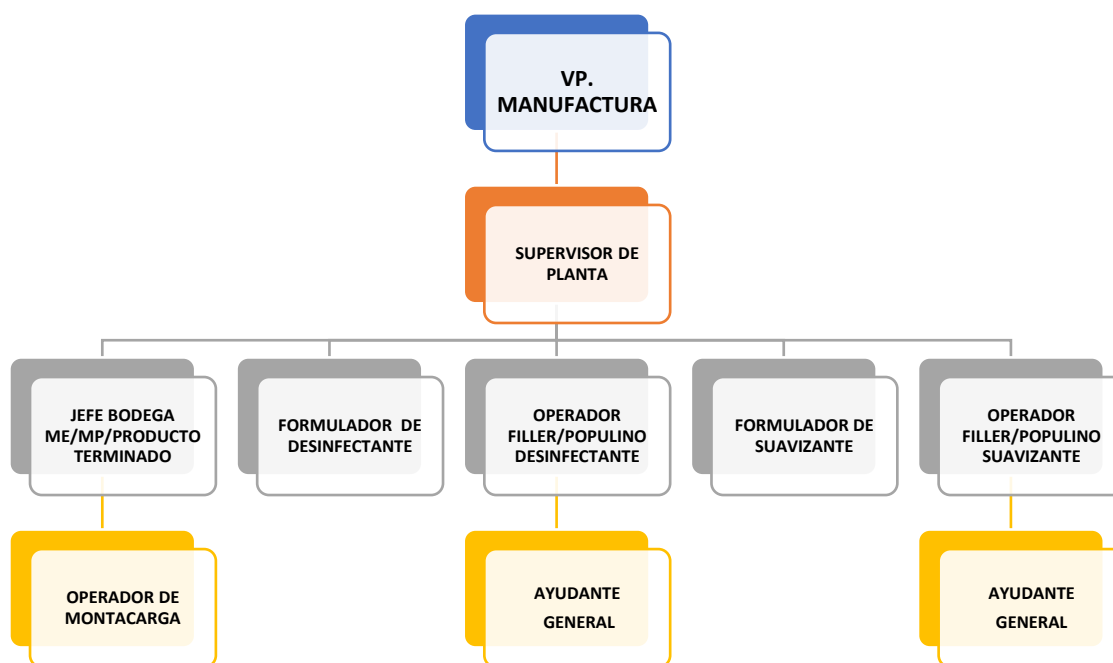 VP.
MANUFACTURA
SUPERVISOR DE
PLANTA
JEFE BODEGA
ME/MP/PRODUCTO
TERMINADO
FORMULADOR DE
DESINFECTANTE
OPERADOR
FILLER/POPULINO
DESINFECTANTE
FORMULADOR DE
SUAVIZANTE
OPERADOR
FILLER/POPULINO
SUAVIZANTE
OPERADOR DE
MONTACARGA
AYUDANTE
GENERAL
AYUDANTE
GENERAL